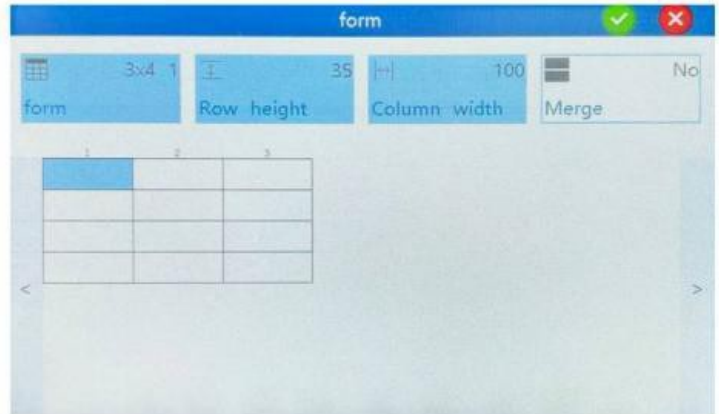 form
3x4 1
form
35
Row height
100
Column width
No
Merge
1 2 3
<
>